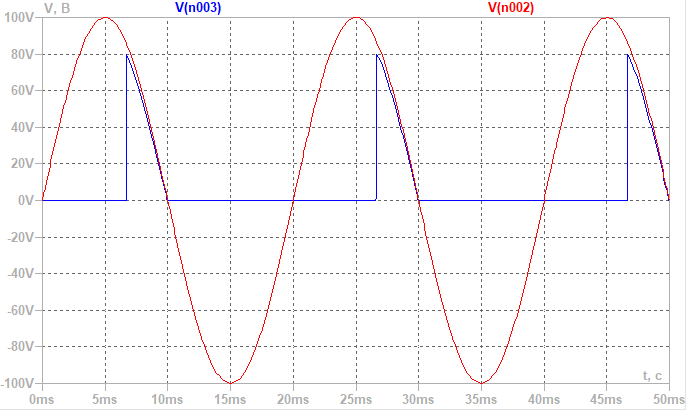 V, В
V(n003)
V(n002)
100V
80V
60V
40V
20V
0V
-20V
-40V
-60V
-80V
-100V
t, с
0ms 5ms 10ms 15ms 20ms 25ms 30ms 35ms 40ms 45ms 50ms